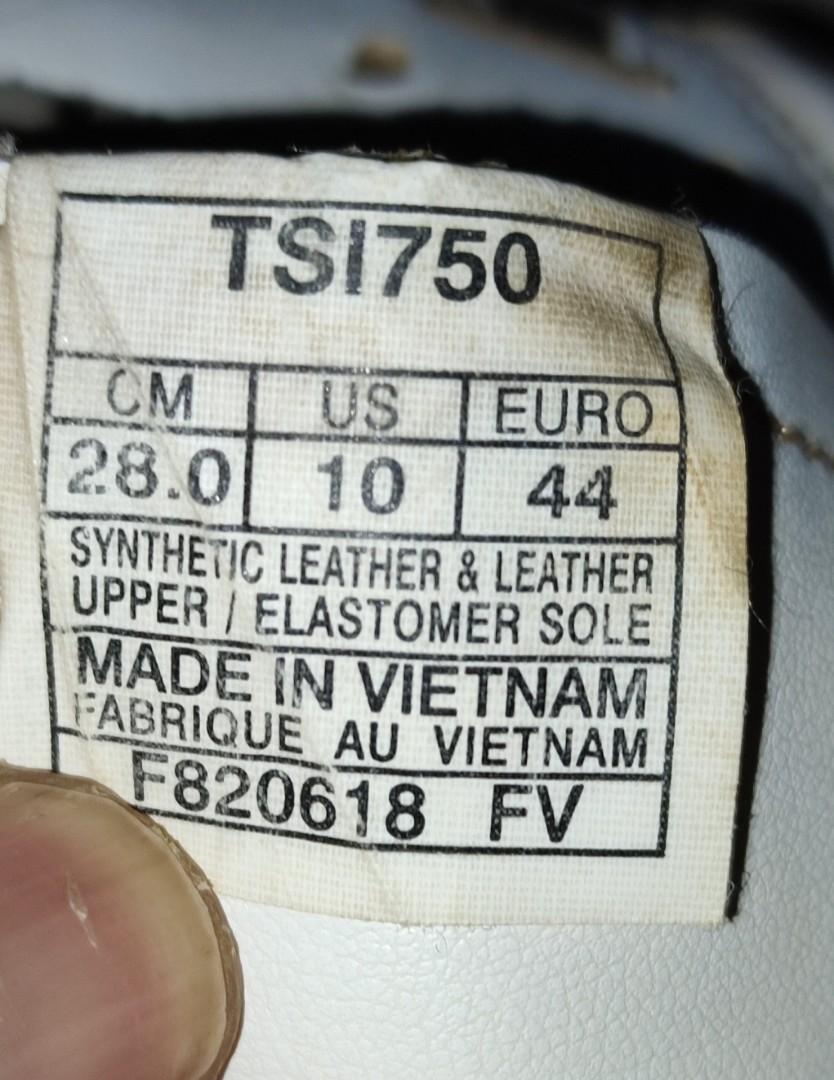 TSI750
CM US EURO
28.0 10 44
SYNTHETIC LEATHER & LEATHER
UPPER / ELASTOMER SOLE
MADE IN VIETNAM
FABRIQUE AU VIETNAM
F820618 FV